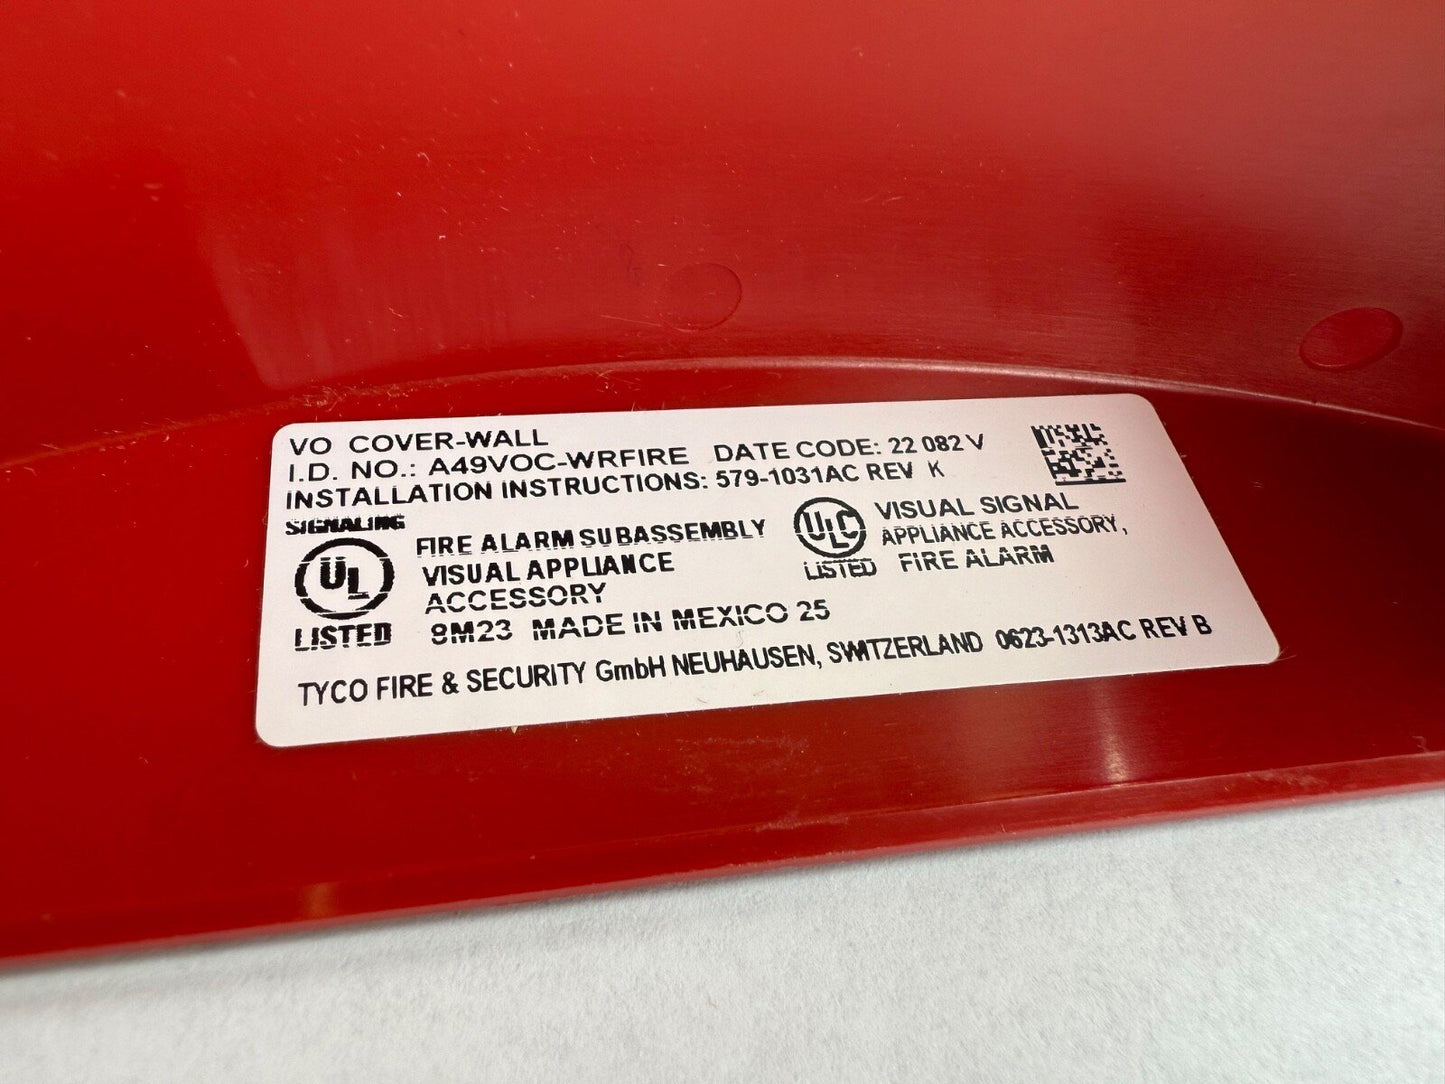 VO COVER-WALL
I.D. NO.: A49VOC-WRFIRE DATE CODE: 22 082 V
INSTALLATION INSTRUCTIONS: 579-1031AC REV K
SIGNALING
UL
LISTED
FIRE ALARM SUBASSEMBLY
VISUAL APPLIANCE
ACCESSORY
9M23 MADE IN MEXICO 25
ULC
LISTED
VISUAL SIGNAL
APPLIANCE ACCESSORY,
FIRE ALARM
TYCO FIRE & SECURITY GmbH NEUHAUSEN, SWITZERLAND 0623-1313AC REV B